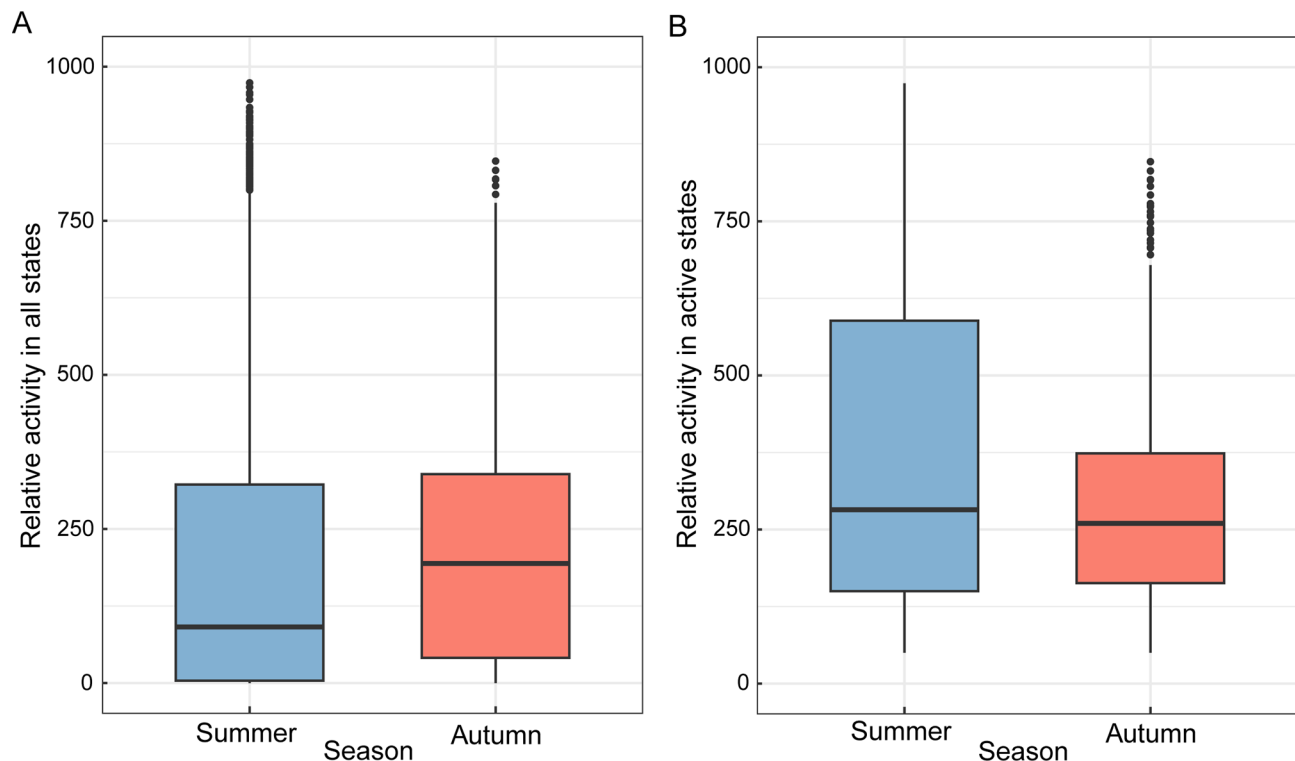 A
Relative activity in all states
1000
750
500
250
0
Summer
Autumn
Season
B
Relative activity in active states
1000
750
500
250
0
Summer
Autumn
Season